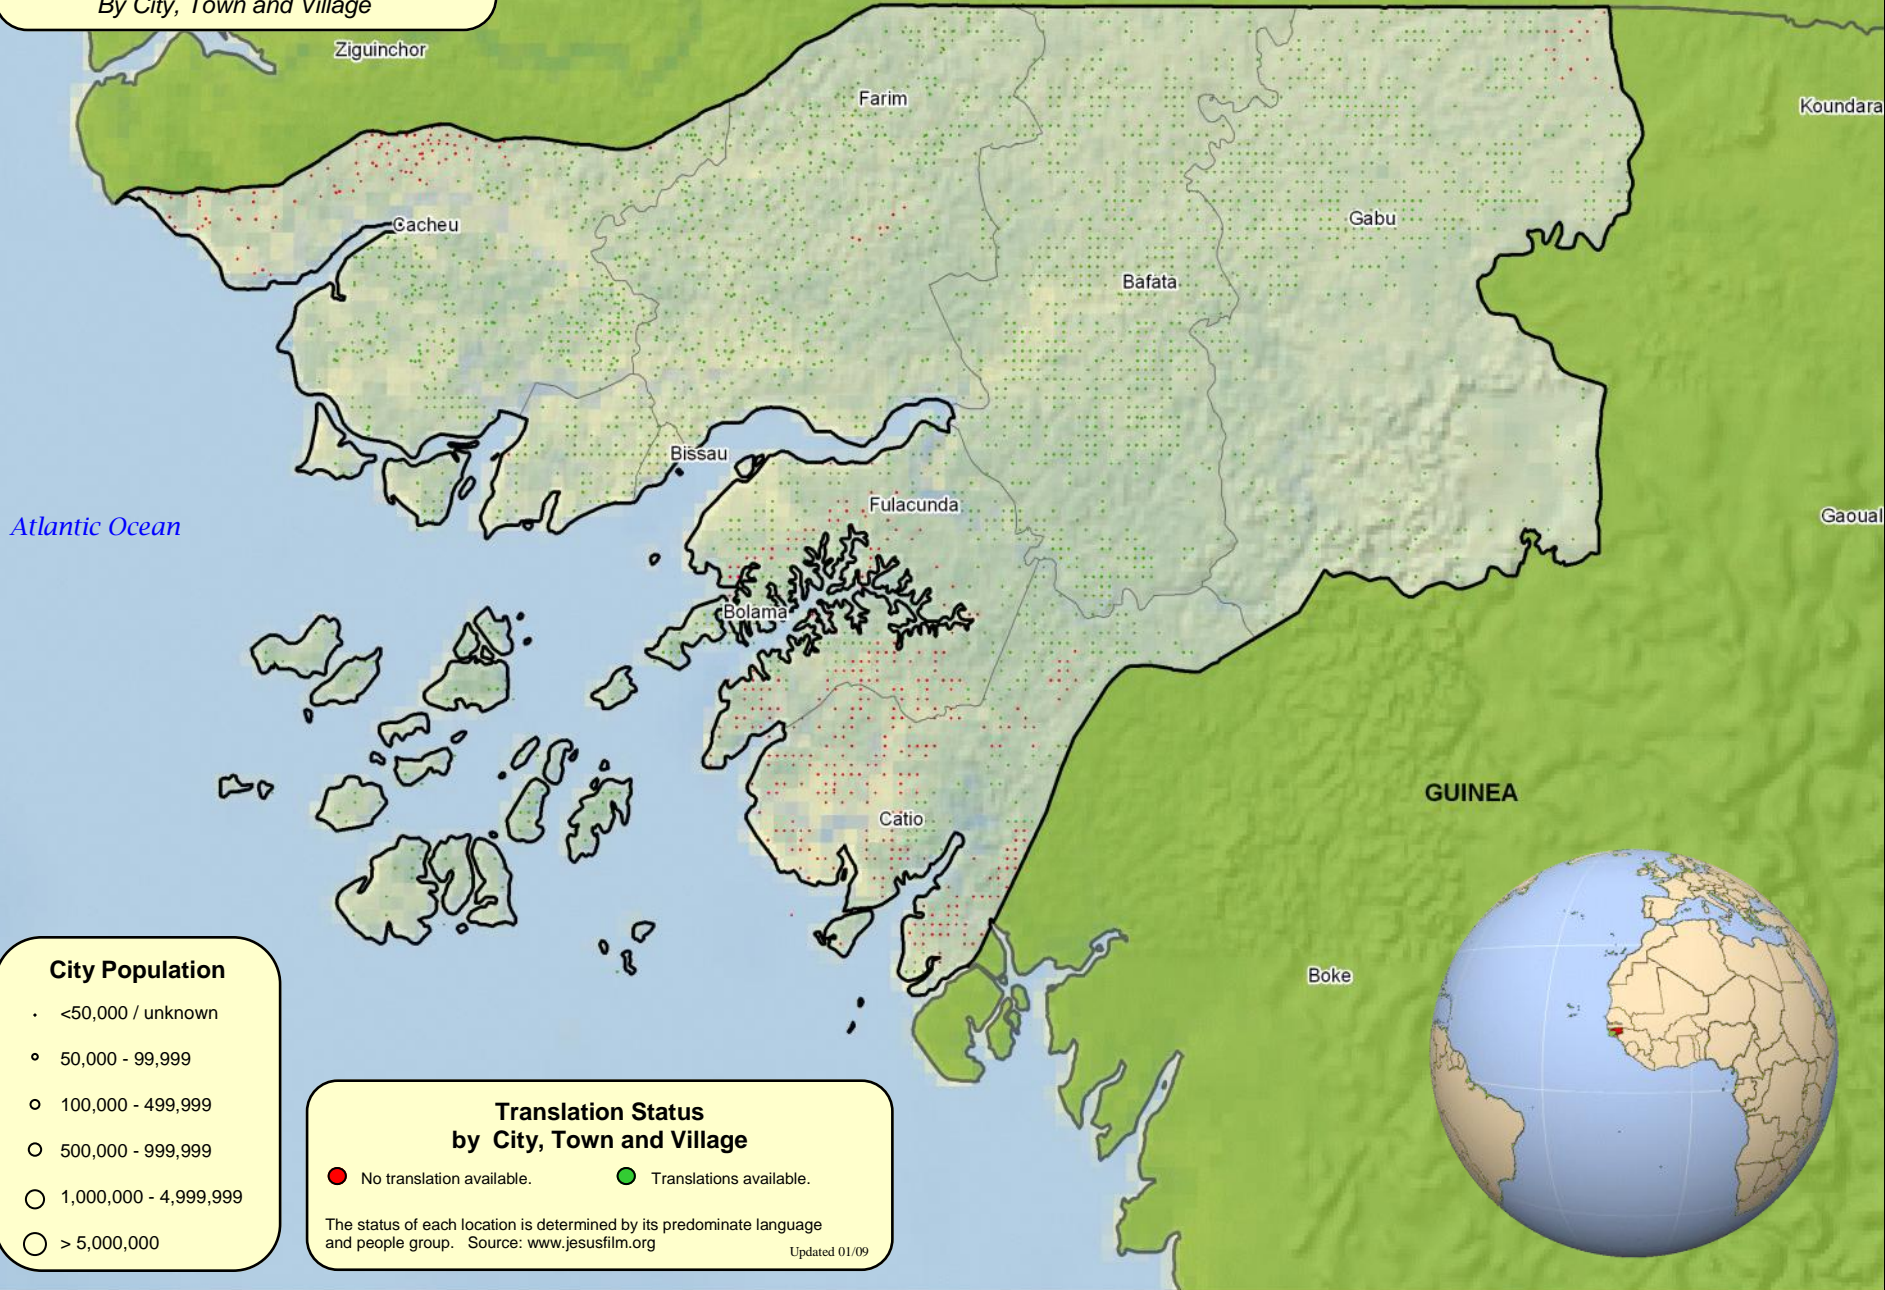 By City, Town and Village
Ziguinchor
Farim
Koundara
Cacheu
Gabu
Bafata
Bissau
Fulacunda
Gaoual
Atlantic Ocean
Bolama
GUINEA
Catio
Boke
City Population
<50,000 / unknown
50,000 - 99,999
100,000 - 499,999
500,000 - 999,999
1,000,000 - 4,999,999
> 5,000,000
Translation Status
by City, Town and Village
No translation available.
Translations available.
The status of each location is determined by its predominate language
and people group. Source: www.jesusfilm.org
Updated 01/09